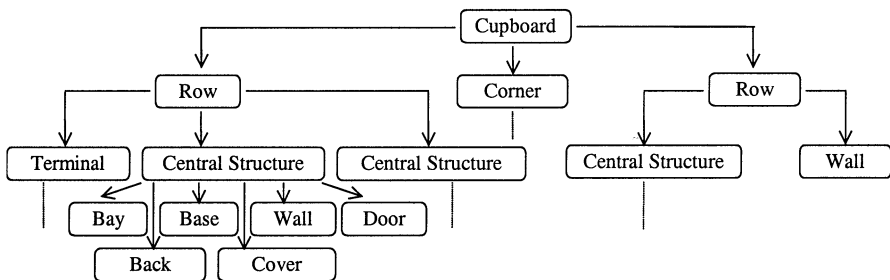 Cupboard
Row
Corner
Row
Terminal
Central Structure
Central Structure
Central Structure
Wall
Bay
Base
Wall
Door
Back
Cover